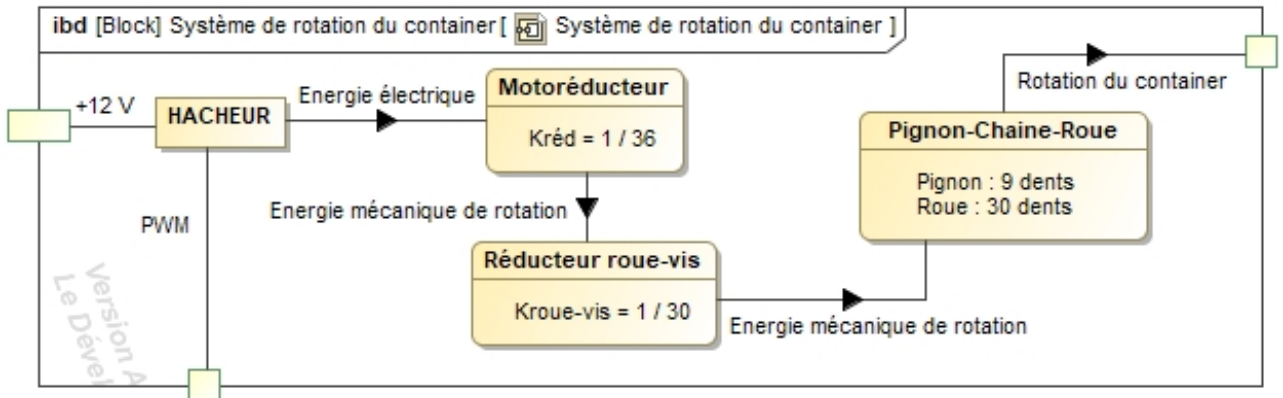 ibd [Block] Système de rotation du container [ Système de rotation du container ]
+12 V
HACHEUR
Energie électrique
Motoréducteur
Kréd = 1 / 36
Rotation du container
Pignon-Chaine-Roue
Pignon : 9 dents
Roue : 30 dents
PWM
Energie mécanique de rotation
Réducteur roue-vis
Kroue-vis = 1 / 30
Energie mécanique de rotation
Version A
Le Dével